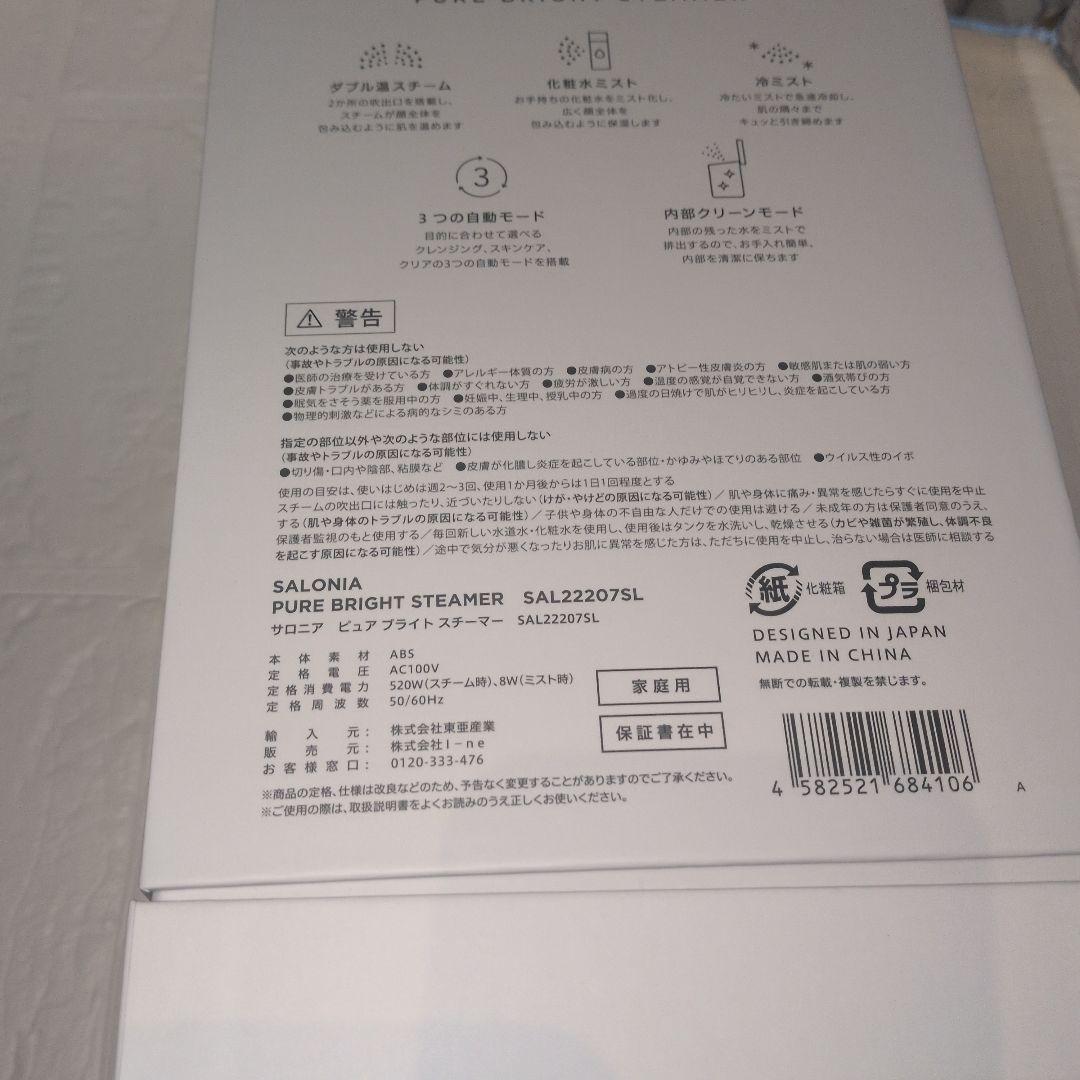 PURE BRIGHT STEAMER
ダブル温スチーム
2か所の吹出口を搭載し、
スチームが顔全体を
包み込むように肌を温めます
化粧水ミスト
お手持ちの化粧水をミスト化し、
広く顔全体を
包み込むように保湿します
冷ミスト
冷たいミストで急速冷却し、
肌の隅々まで
キュッと引き締めます
3
3つの自動モード
目的に合わせて選べる
クレンジング、スキンケア、
クリアの3つの自動モードを搭載
内部クリーンモード
内部の残った水をミストで
排出するので、お手入れ簡単、
内部を清潔に保ちます
警告
次のような方は使用しない
(事故やトラブルの原因になる可能性)
●医師の治療を受けている方 ●アレルギー体質の方 ●皮膚病の方 ●アトピー性皮膚炎の方 ●敏感肌または肌の弱い方
●皮膚トラブルがある方 ●体調がすぐれない方 ●疲労が激しい方 ●温度の感覚が自覚できない方 ●酒気帯びの方
●眠気をさそう薬を服用中の方 ●妊娠中、生理中、授乳中の方 ●過度の日焼けで肌がヒリヒリし、炎症を起こしている方
●物理的刺激などによる病的なシミのある方
指定の部位以外や次のような部位には使用しない
(事故やトラブルの原因になる可能性)
●切り傷・口内や陰部、粘膜など ●皮膚が化膿し炎症を起こしている部位・かゆみやほてりのある部位 ●ウイルス性のイボ
使用の目安は、使いはじめは週2〜3回、使用1か月後からは1日1回程度とする
スチームの吹出口には触ったり、近づいたりしない(けが・やけどの原因になる可能性)/肌や身体に痛み・異常を感じたらすぐに使用を中止
する(肌や身体のトラブルの原因になる可能性)/子供や身体の不自由な人だけでの使用は避ける/未成年の方は保護者同意のうえ、
保護者監視のもと使用する/毎回新しい水道水・化粧水を使用し、使用後はタンクを水洗いし、乾燥させる(カビや雑菌が繁殖し、体調不良
を起こす原因になる可能性)/途中で気分が悪くなったりお肌に異常を感じた方は、ただちに使用を中止し、治らない場合は医師に相談する
SALONIA
PURE BRIGHT STEAMER SAL22207SL
サロニア ピュア ブライト スチーマー SAL22207SL
紙 化粧箱
プラ 梱包材
DESIGNED IN JAPAN
MADE IN CHINA
無断での転載・複製を禁じます。
本体素材 ABS
定格電圧 AC100V
定格消費電力 520W(スチーム時)、8W(ミスト時)
定格周波数 50/60Hz
輸入元: 株式会社東亜産業
販売元: 株式会社I-ne
お客様窓口: 0120-333-476
家庭用
保証書在中
※商品の定格、仕様は改良などのため、予告なく変更することがありますのでご了承ください。
※ご使用の際は、取扱説明書をよくお読みのうえ正しくお使いください。
4 582521 684106
A